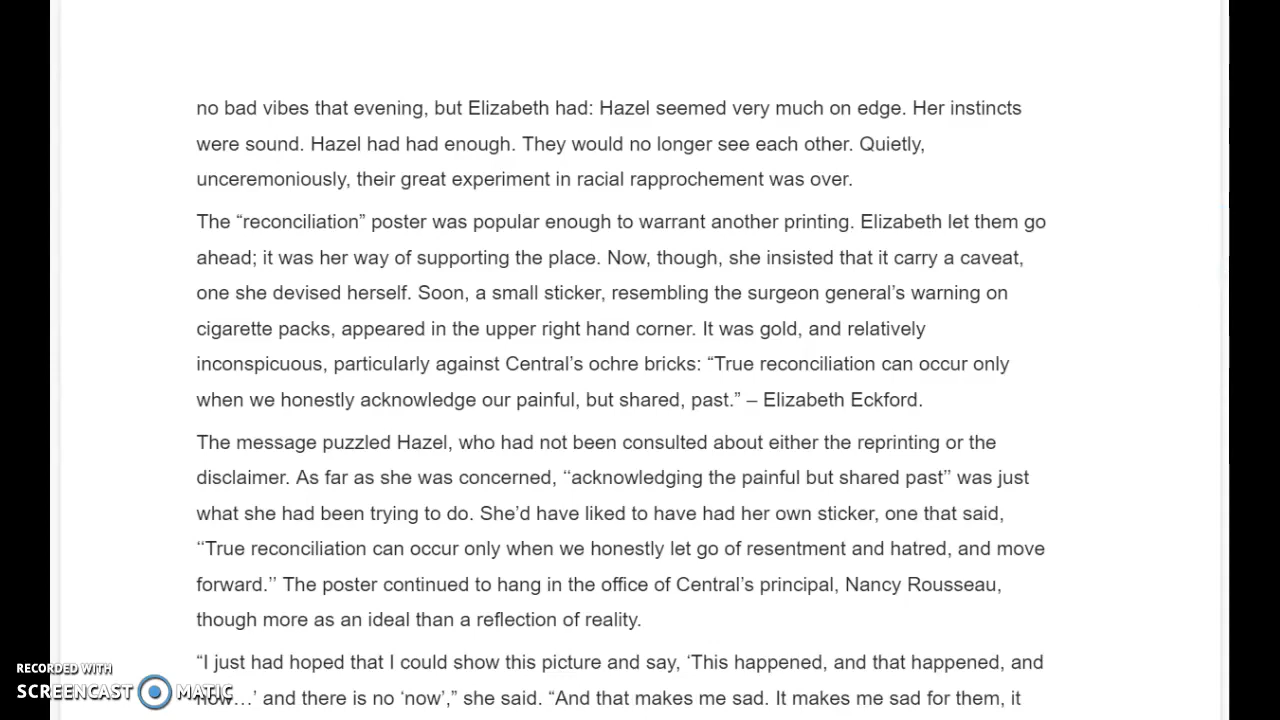 no bad vibes that evening, but Elizabeth had: Hazel seemed very much on edge. Her instincts
were sound. Hazel had had enough. They would no longer see each other. Quietly,
unceremoniously, their great experiment in racial rapprochement was over.
The “reconciliation” poster was popular enough to warrant another printing. Elizabeth let them go
ahead; it was her way of supporting the place. Now, though, she insisted that it carry a caveat,
one she devised herself. Soon, a small sticker, resembling the surgeon general’s warning on
cigarette packs, appeared in the upper right hand corner. It was gold, and relatively
inconspicuous, particularly against Central’s ochre bricks: “True reconciliation can occur only
when we honestly acknowledge our painful, but shared, past.” – Elizabeth Eckford.
The message puzzled Hazel, who had not been consulted about either the reprinting or the
disclaimer. As far as she was concerned, ‘‘acknowledging the painful but shared past’’ was just
what she had been trying to do. She’d have liked to have had her own sticker, one that said,
‘‘True reconciliation can occur only when we honestly let go of resentment and hatred, and move
forward.’’ The poster continued to hang in the office of Central’s principal, Nancy Rousseau,
though more as an ideal than a reflection of reality.
“I just had hoped that I could show this picture and say, ‘This happened, and that happened, and
now…’ and there is no ‘now’,” she said. “And that makes me sad. It makes me sad for them, it
RECORDED WITH
SCREENCAST MATIC